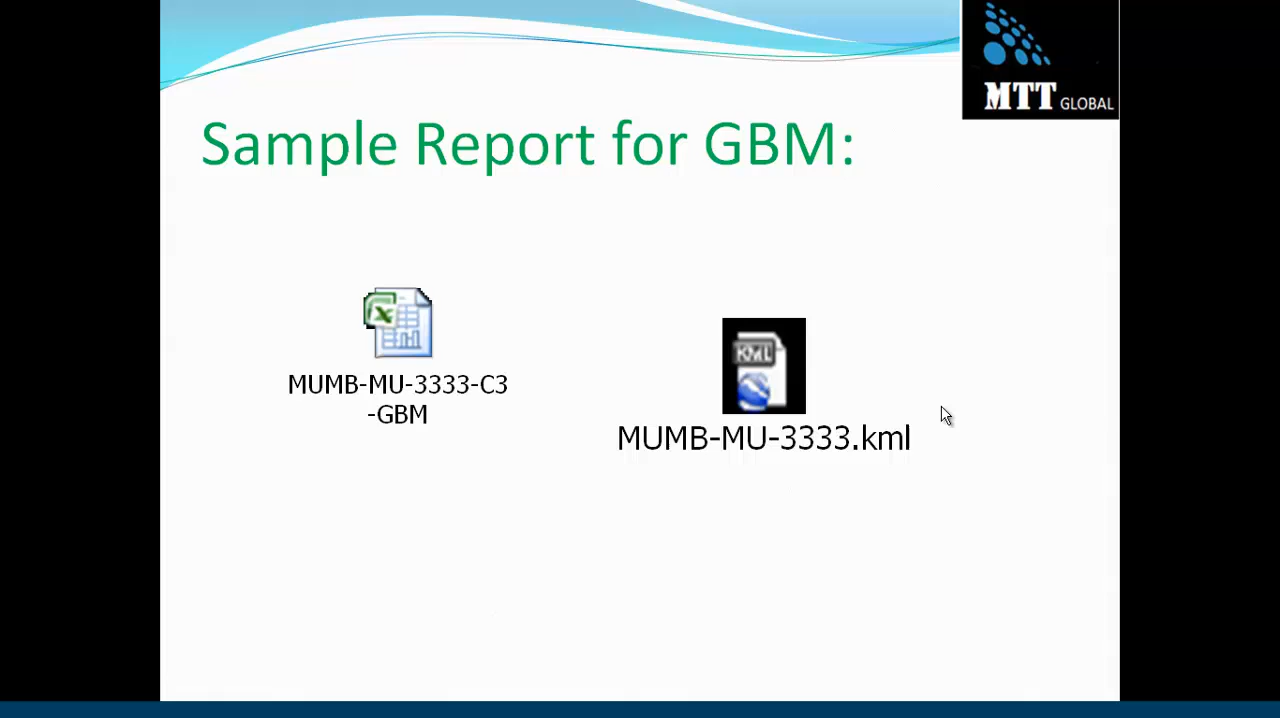 MTT GLOBAL
Sample Report for GBM:
MUMB-MU-3333-C3
-GBM
KML
MUMB-MU-3333.kml